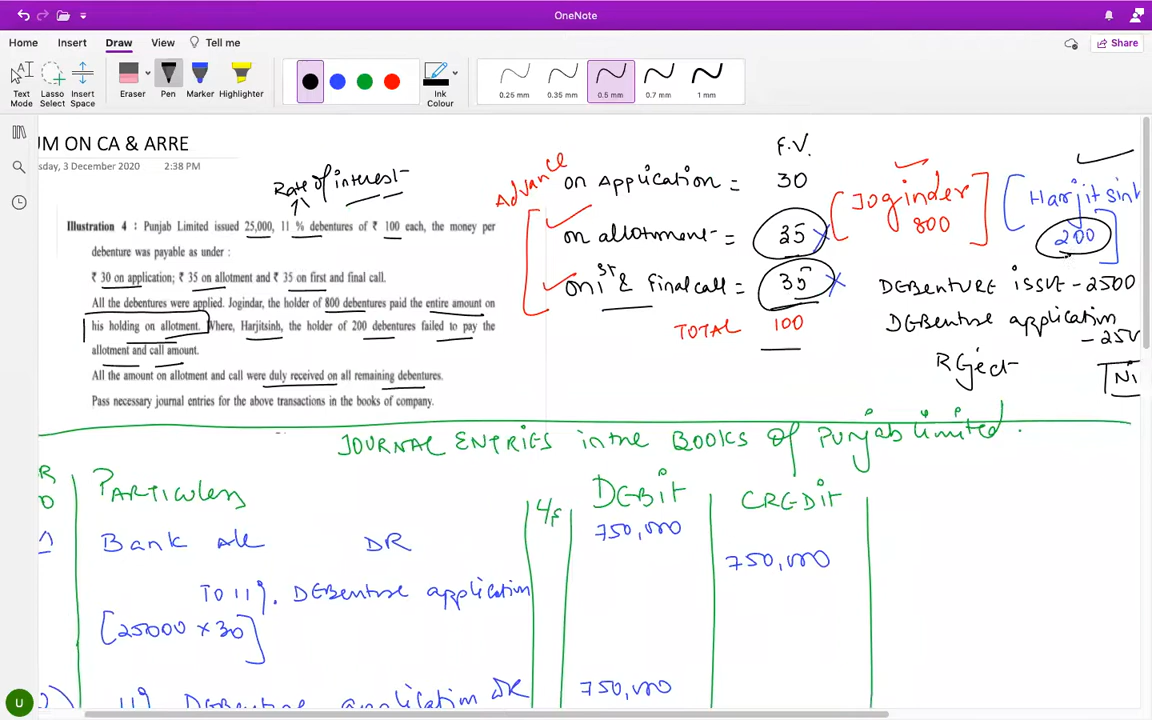 OneNote
Home Insert Draw View Tell me
Share
Text Mode
Lasso Select
Insert Space
Eraser
Pen
Marker
Highlighter
0.25 mm 0.35 mm 0.5 mm 0.7 mm 1 mm
Ink Colour
UM ON CA & ARRE
sday, 3 December 2020 2:38 PM
Rate of interest
Illustration 4 : Punjab Limited issued 25,000, 11 % debentures of ₹ 100 each, the money per
debenture was payable as under :
₹ 30 on application; ₹ 35 on allotment and ₹ 35 on first and final call.
All the debentures were applied. Jogindar, the holder of 800 debentures paid the entire amount on
his holding on allotment. Where, Harjitsinh, the holder of 200 debentures failed to pay the
allotment and call amount.
All the amount on allotment and call were duly received on all remaining debentures.
Pass necessary journal entries for the above transactions in the books of company.
F.V.
Advance
on Application = 30
on allotment = 35
on 1st & Final call = 35
TOTAL 100
[Joginder 800]
[Harjitsint 200]
DEBENTURE issue - 2500
DEBENTURE application - 250
Reject Ni
JOURNAL ENTRIES in the BOOKS of Punjab limited.
Particulers L/f DEBit CREDit
Bank A/c DR 750,000
To 11%. DEBenture application 750,000
[25000 × 30]
11% DEBenture application DR 750,000
U